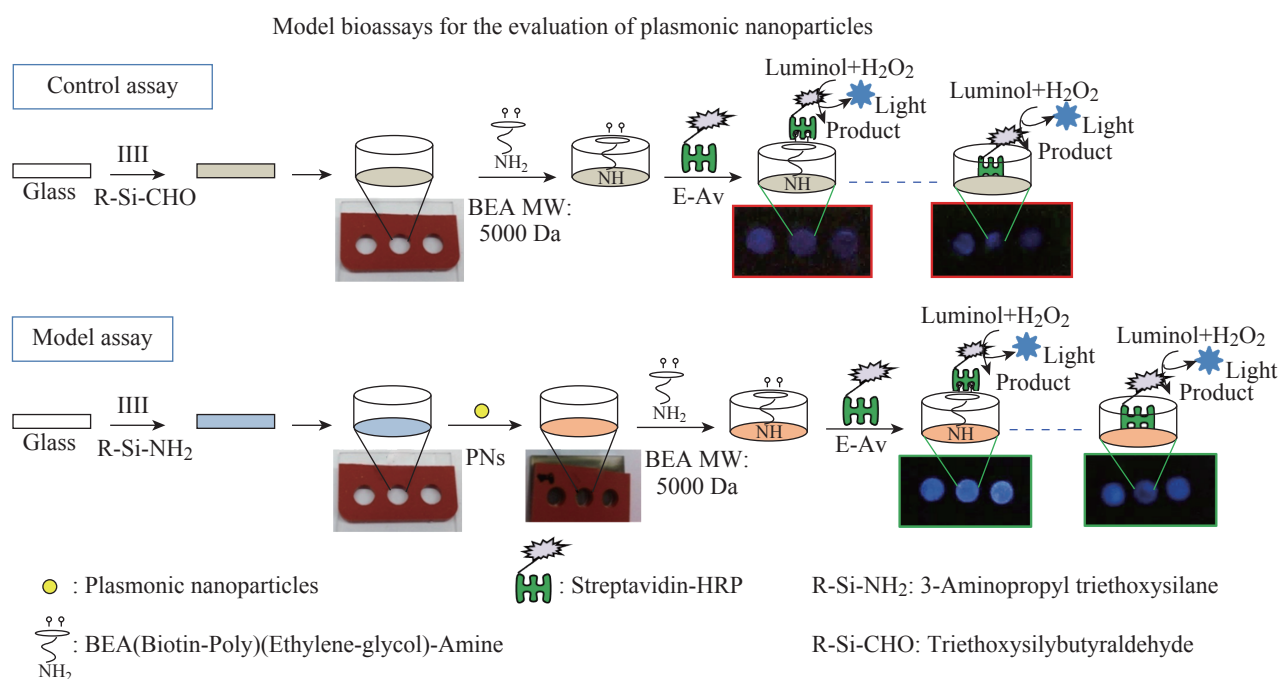 Model bioassays for the evaluation of plasmonic nanoparticles
Control assay
Glass
IIII
R-Si-CHO
NH2
BEA MW:
5000 Da
NH
E-Av
Luminol+H2O2
Light
Product
NH
Luminol+H2O2
Light
Product
Model assay
Glass
IIII
R-Si-NH2
PNs
NH2
BEA MW:
5000 Da
NH
E-Av
Luminol+H2O2
Light
Product
NH
Luminol+H2O2
Light
Product
: Plasmonic nanoparticles
: Streptavidin-HRP
R-Si-NH2: 3-Aminopropyl triethoxysilane
NH2
: BEA(Biotin-Poly)(Ethylene-glycol)-Amine
R-Si-CHO: Triethoxysilybutyraldehyde